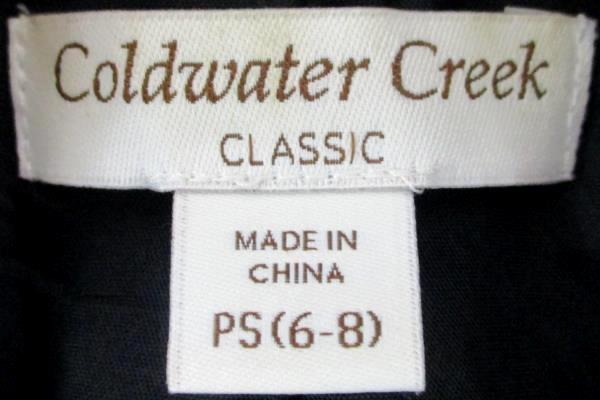 Coldwater Creek
CLASSIC
MADE IN
CHINA
PS(6-8)